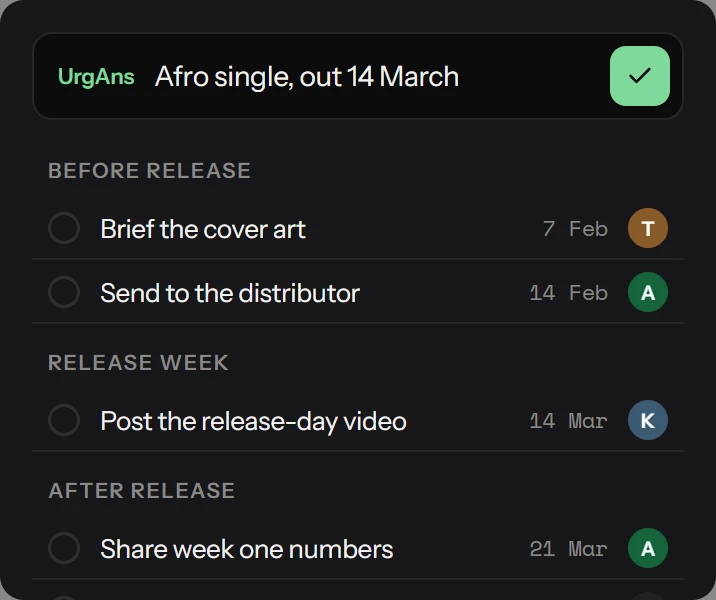 UrgAns Afro single, out 14 March
BEFORE RELEASE
Brief the cover art 7 Feb T
Send to the distributor 14 Feb A
RELEASE WEEK
Post the release-day video 14 Mar K
AFTER RELEASE
Share week one numbers 21 Mar A